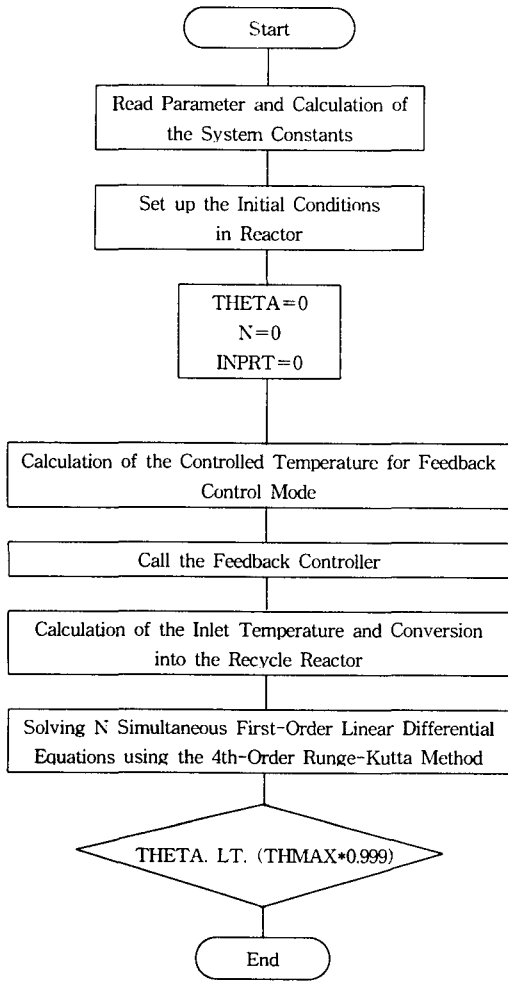 Start
Read Parameter and Calculation of
the System Constants
Set up the Initial Conditions
in Reactor
THETA=0
N=0
INPRT=0
Calculation of the Controlled Temperature for Feedback
Control Mode
Call the Feedback Controller
Calculation of the Inlet Temperature and Conversion
into the Recycle Reactor
Solving N Simultaneous First-Order Linear Differential
Equations using the 4th-Order Runge-Kutta Method
THETA. LT. (THMAX*0.999)
End